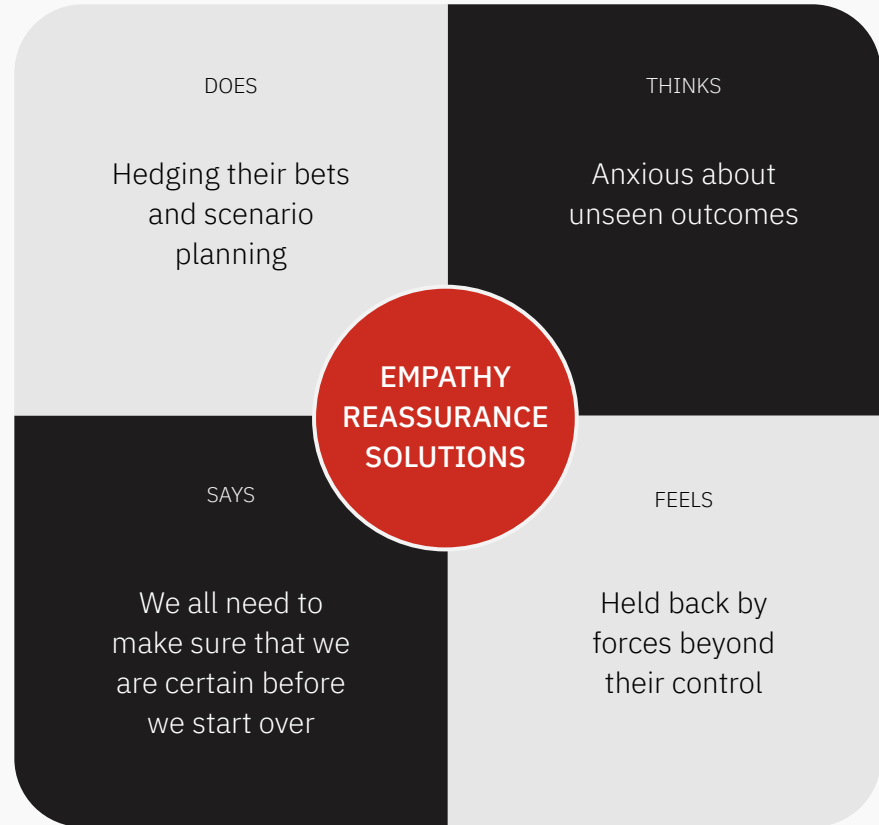 DOES
Hedging their bets
and scenario
planning
THINKS
Anxious about
unseen outcomes
EMPATHY
REASSURANCE
SOLUTIONS
SAYS
We all need to
make sure that we
are certain before
we start over
FEELS
Held back by
forces beyond
their control